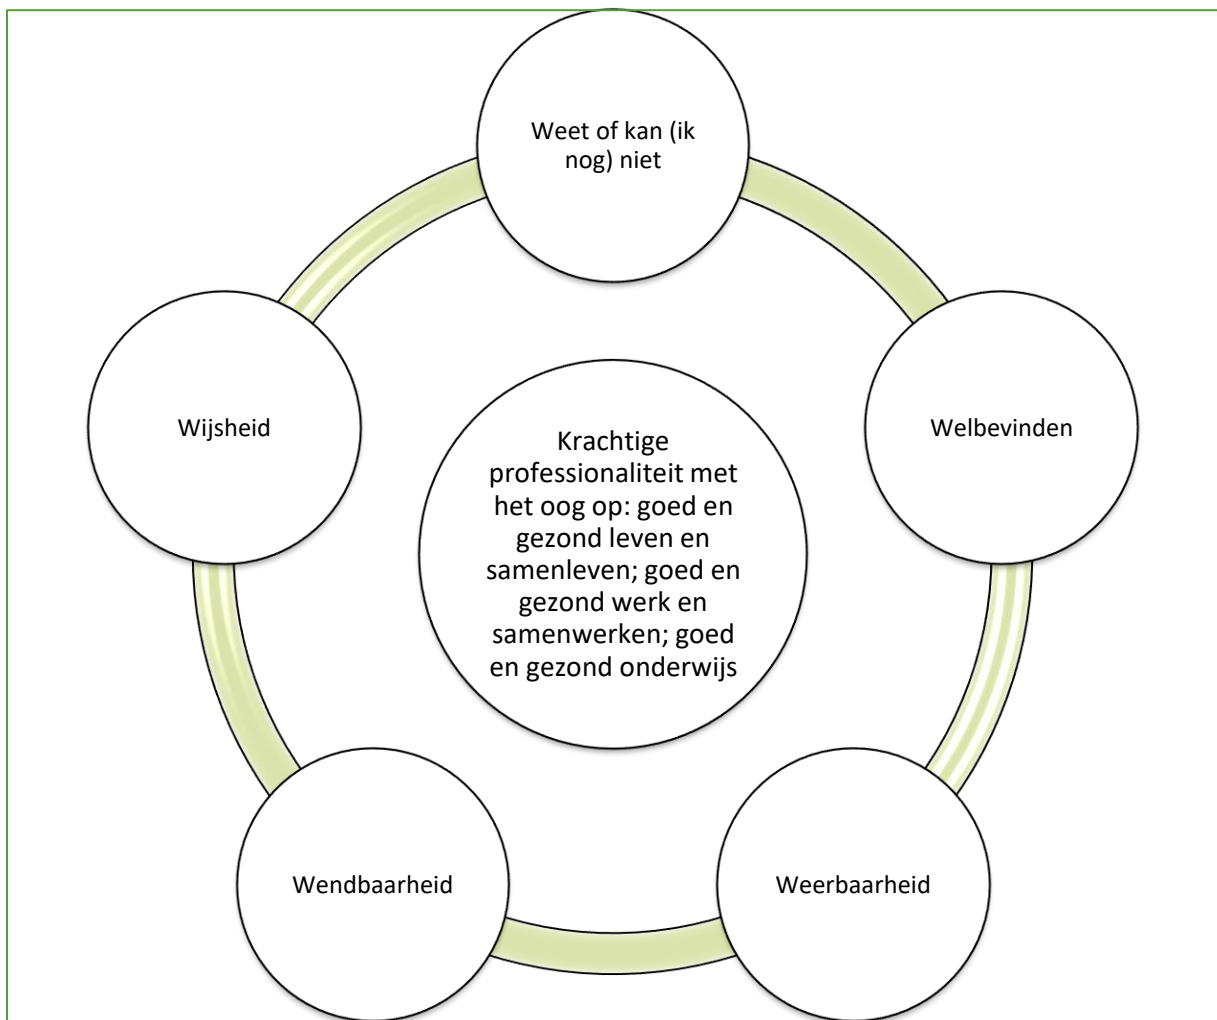 Weet of kan (ik
nog) niet
Wijsheid
Welbevinden
Krachtige
professionaliteit met
het oog op: goed en
gezond leven en
samenleven; goed en
gezond werk en
samenwerken; goed
en gezond onderwijs
Wendbaarheid
Weerbaarheid